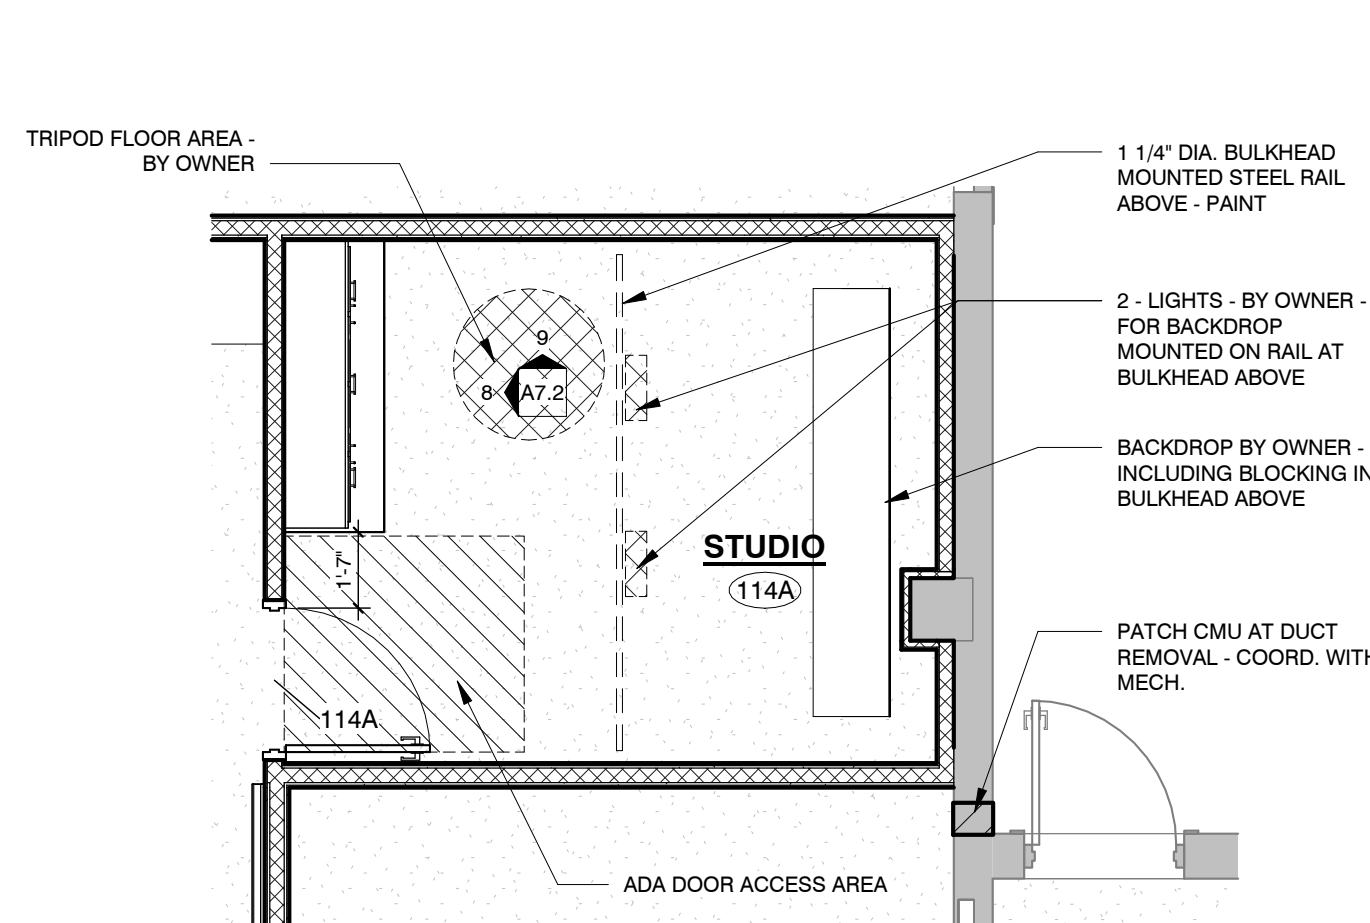 TRIPOD FLOOR AREA -
BY OWNER
1 1/4" DIA. BULKHEAD
MOUNTED STEEL RAIL
ABOVE - PAINT
2 - LIGHTS - BY OWNER -
FOR BACKDROP
MOUNTED ON RAIL AT
BULKHEAD ABOVE
9
8
A7.2
BACKDROP BY OWNER -
INCLUDING BLOCKING IN
BULKHEAD ABOVE
STUDIO
114A
1'-7"
PATCH CMU AT DUCT
REMOVAL - COORD. WITH
MECH.
114A
ADA DOOR ACCESS AREA